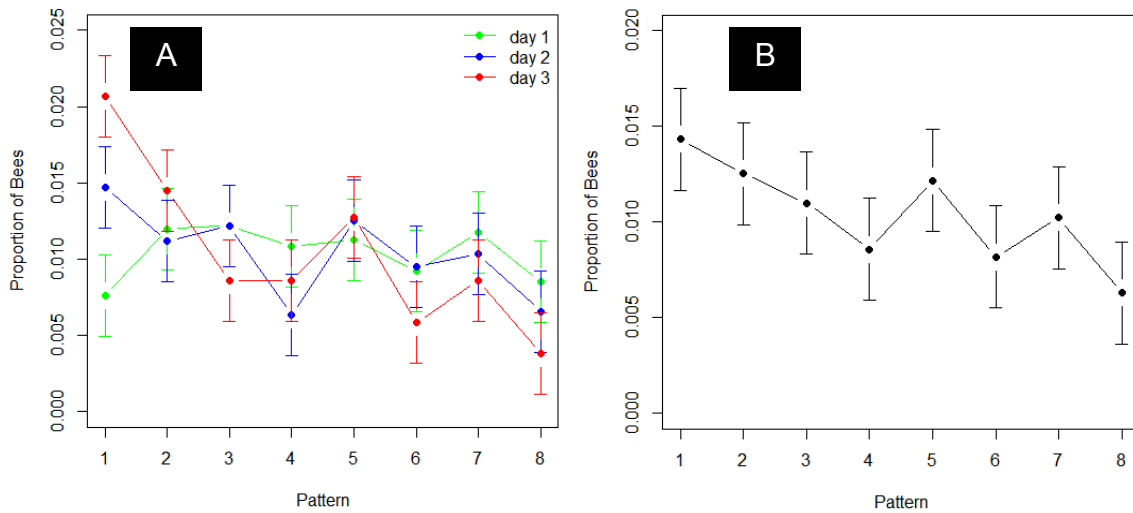 A
day 1
day 2
day 3
Proportion of Bees
0.025
0.020
0.015
0.010
0.005
0.000
1 2 3 4 5 6 7 8
Pattern
B
Proportion of Bees
0.020
0.015
0.010
0.005
0.000
1 2 3 4 5 6 7 8
Pattern